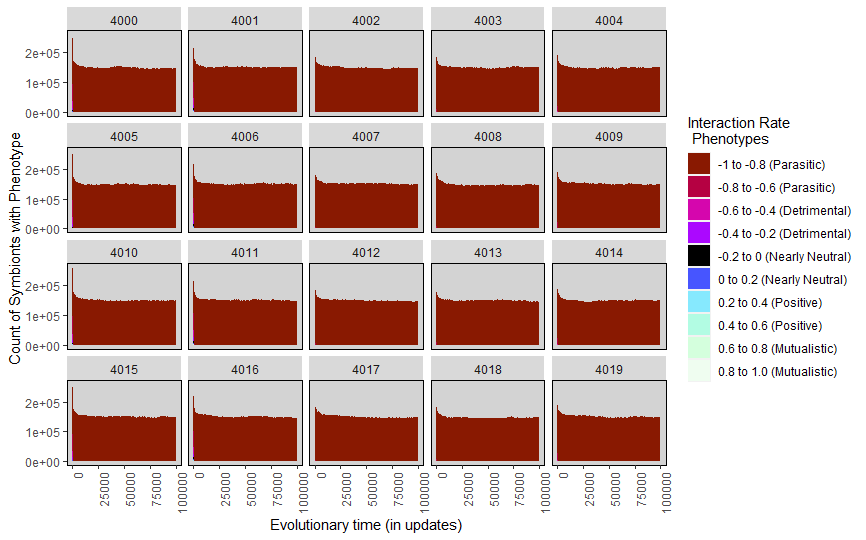 4000 4001 4002 4003 4004
2e+05
1e+05
0e+00
4005 4006 4007 4008 4009
2e+05
1e+05
0e+00
4010 4011 4012 4013 4014
2e+05
1e+05
0e+00
4015 4016 4017 4018 4019
2e+05
1e+05
0e+00
0 25000 50000 75000 100000 0 25000 50000 75000 100000 0 25000 50000 75000 100000 0 25000 50000 75000 100000 0 25000 50000 75000 100000
Evolutionary time (in updates)
Count of Symbionts with Phenotype
Interaction Rate
Phenotypes
-1 to -0.8 (Parasitic)
-0.8 to -0.6 (Parasitic)
-0.6 to -0.4 (Detrimental)
-0.4 to -0.2 (Detrimental)
-0.2 to 0 (Nearly Neutral)
0 to 0.2 (Nearly Neutral)
0.2 to 0.4 (Positive)
0.4 to 0.6 (Positive)
0.6 to 0.8 (Mutualistic)
0.8 to 1.0 (Mutualistic)